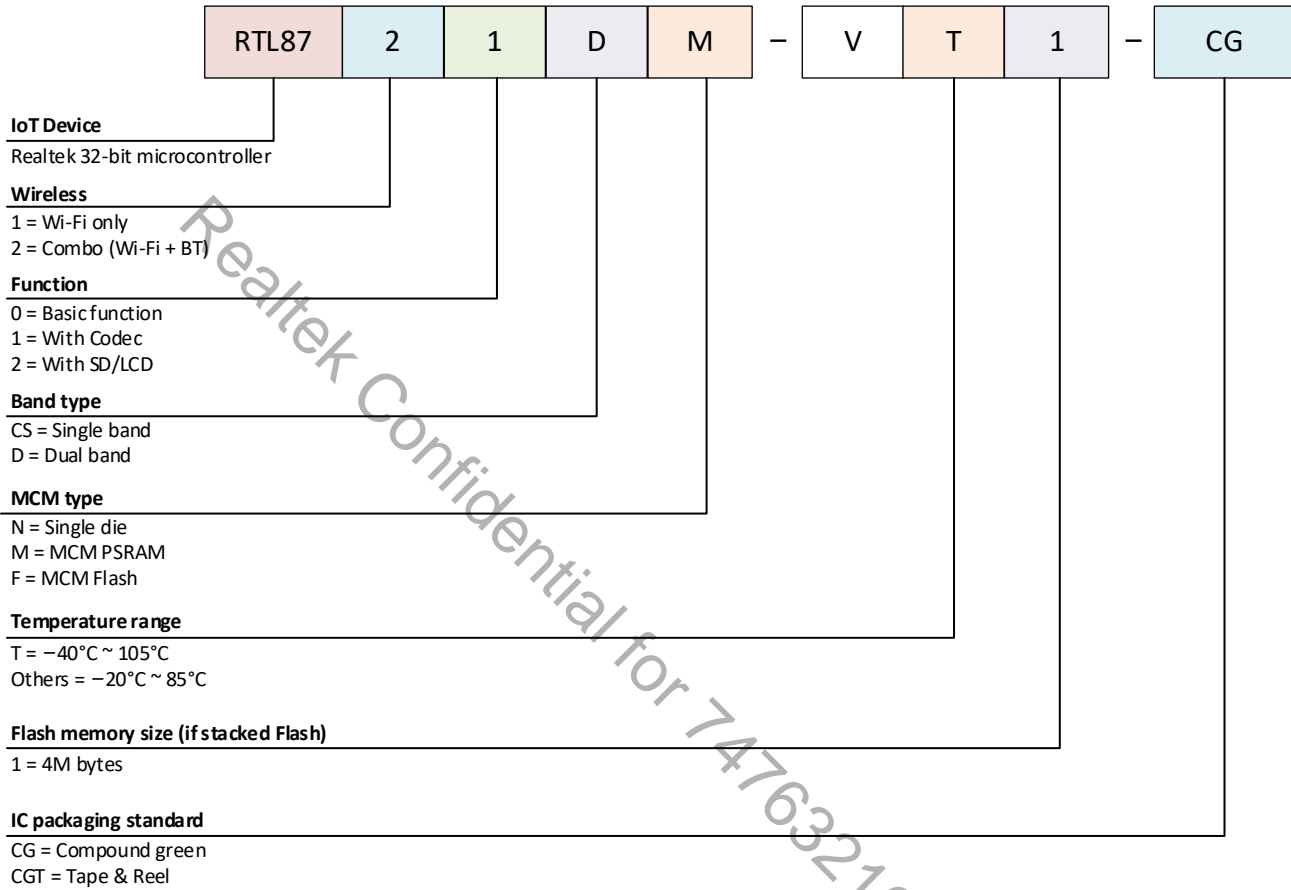 RTL87 2 1 D M – V T 1 – CG
IoT Device
Realtek 32-bit microcontroller
Wireless
1 = Wi-Fi only
2 = Combo (Wi-Fi + BT)
Function
0 = Basic function
1 = With Codec
2 = With SD/LCD
Band type
CS = Single band
D = Dual band
MCM type
N = Single die
M = MCM PSRAM
F = MCM Flash
Temperature range
T = −40°C ~ 105°C
Others = −20°C ~ 85°C
Flash memory size (if stacked Flash)
1 = 4M bytes
IC packaging standard
CG = Compound green
CGT = Tape & Reel
Realtek Confidential for 7476321